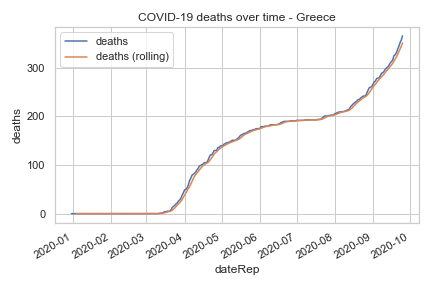 COVID-19 deaths over time - Greece
deaths
deaths (rolling)
deaths
300
200
100
0
2020-01
2020-02
2020-03
2020-04
2020-05
2020-06
2020-07
2020-08
2020-09
2020-10
dateRep